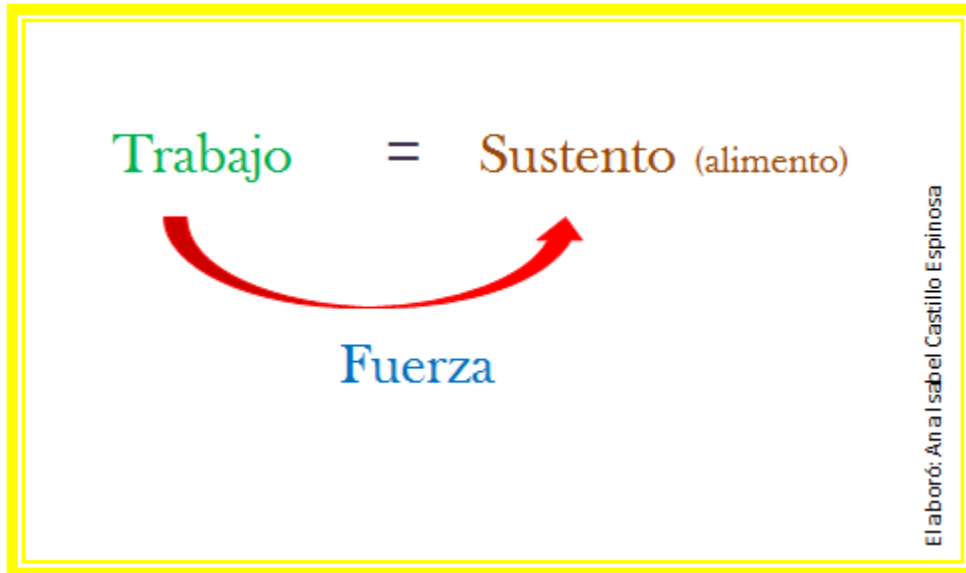 Trabajo = Sustento (alimento)
Fuerza
Elaboró: Ana Isabel Castillo Espinosa